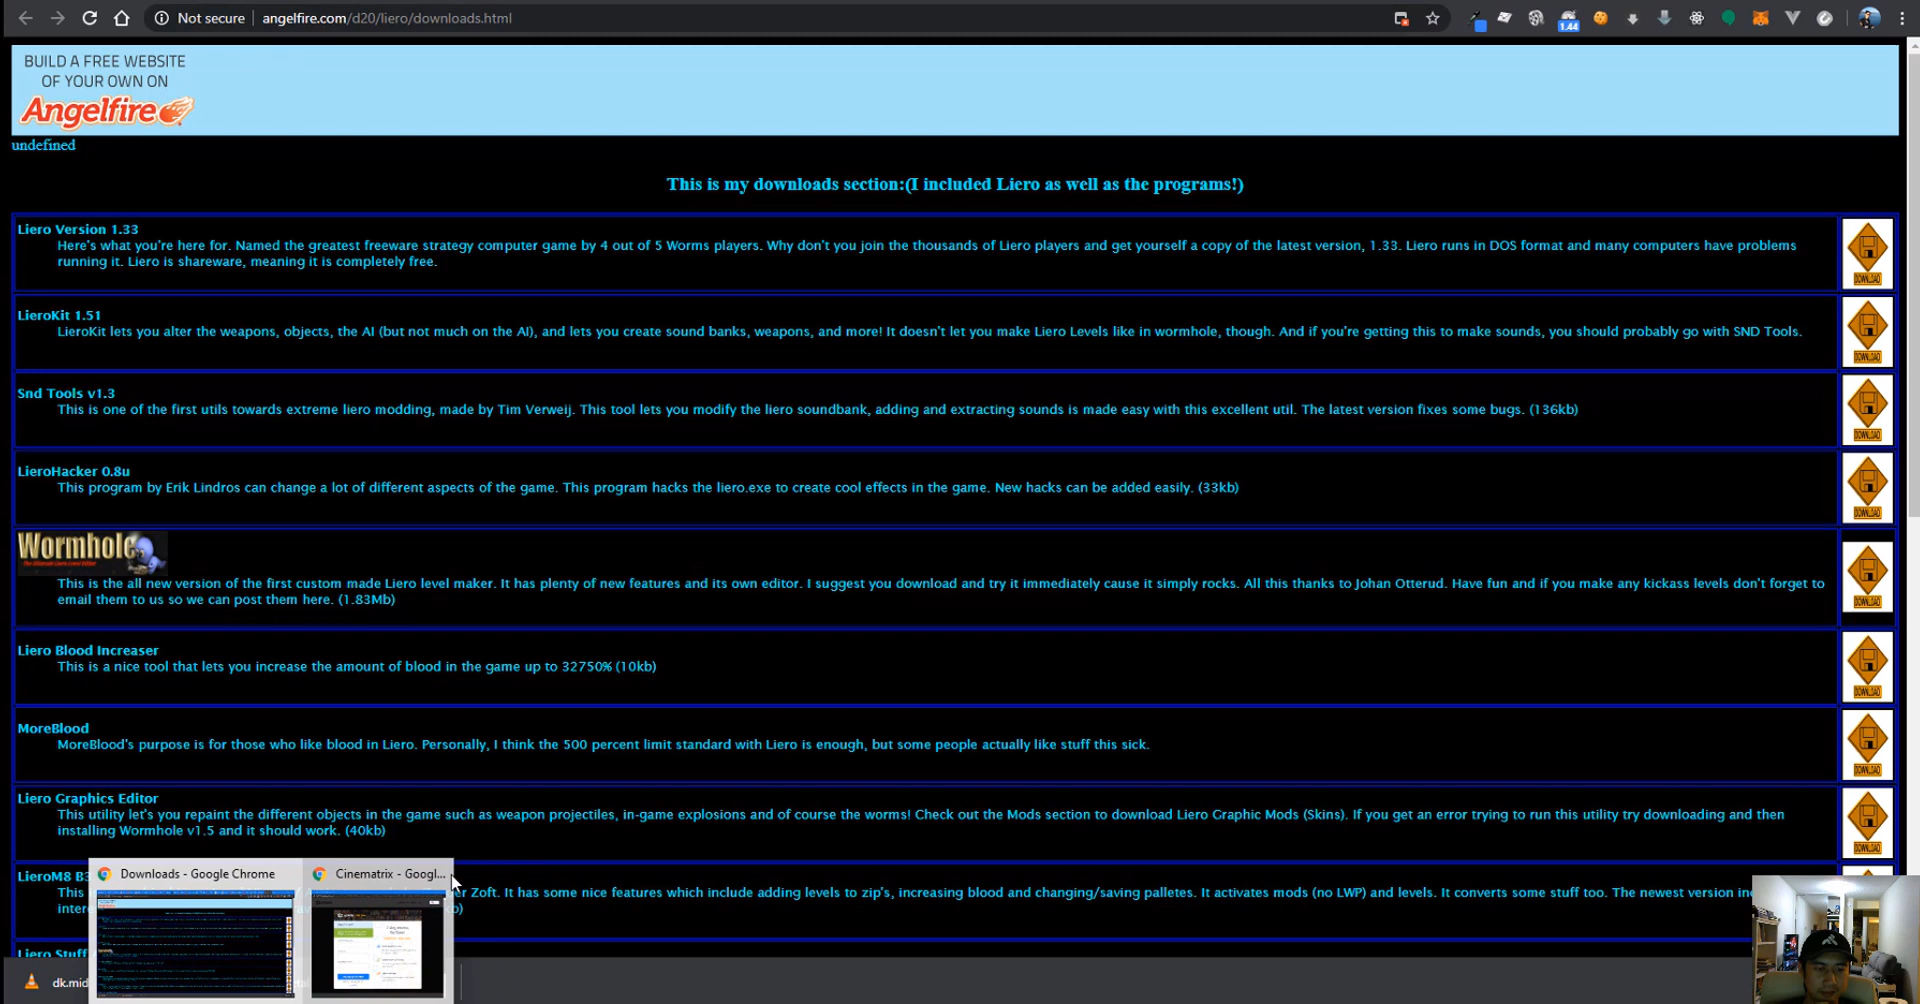 Not secure angelfire.com/d20/liero/downloads.html
1.44
BUILD A FREE WEBSITE
OF YOUR OWN ON
Angelfire
undefined
This is my downloads section:(I included Liero as well as the programs!)
Liero Version 1.33
Here's what you're here for. Named the greatest freeware strategy computer game by 4 out of 5 Worms players. Why don't you join the thousands of Liero players and get yourself a copy of the latest version, 1.33. Liero runs in DOS format and many computers have problems
running it. Liero is shareware, meaning it is completely free.
DOWNLOAD
LieroKit 1.51
LieroKit lets you alter the weapons, objects, the AI (but not much on the AI), and lets you create sound banks, weapons, and more! It doesn't let you make Liero Levels like in wormhole, though. And if you're getting this to make sounds, you should probably go with SND Tools.
DOWNLOAD
Snd Tools v1.3
This is one of the first utils towards extreme liero modding, made by Tim Verweij. This tool lets you modify the liero soundbank, adding and extracting sounds is made easy with this excellent util. The latest version fixes some bugs. (136kb)
DOWNLOAD
LieroHacker 0.8u
This program by Erik Lindros can change a lot of different aspects of the game. This program hacks the liero.exe to create cool effects in the game. New hacks can be added easily. (33kb)
DOWNLOAD
Wormhole
The Ultimate Liero Level Editor
This is the all new version of the first custom made Liero level maker. It has plenty of new features and its own editor. I suggest you download and try it immediately cause it simply rocks. All this thanks to Johan Otterud. Have fun and if you make any kickass levels don't forget to
email them to us so we can post them here. (1.83Mb)
DOWNLOAD
Liero Blood Increaser
This is a nice tool that lets you increase the amount of blood in the game up to 32750% (10kb)
DOWNLOAD
MoreBlood
MoreBlood's purpose is for those who like blood in Liero. Personally, I think the 500 percent limit standard with Liero is enough, but some people actually like stuff this sick.
DOWNLOAD
Liero Graphics Editor
This utility let's you repaint the different objects in the game such as weapon projectiles, in-game explosions and of course the worms! Check out the Mods section to download Liero Graphic Mods (Skins). If you get an error trying to run this utility try downloading and then
installing Wormhole v1.5 and it should work. (40kb)
DOWNLOAD
LieroM8 B3
Downloads - Google Chrome
Cinematrix - Googl...
r Zoft. It has some nice features which include adding levels to zip's, increasing blood and changing/saving palletes. It activates mods (no LWP) and levels. It converts some stuff too. The newest version in
inter
b)
Liero Stuff
dk.mid